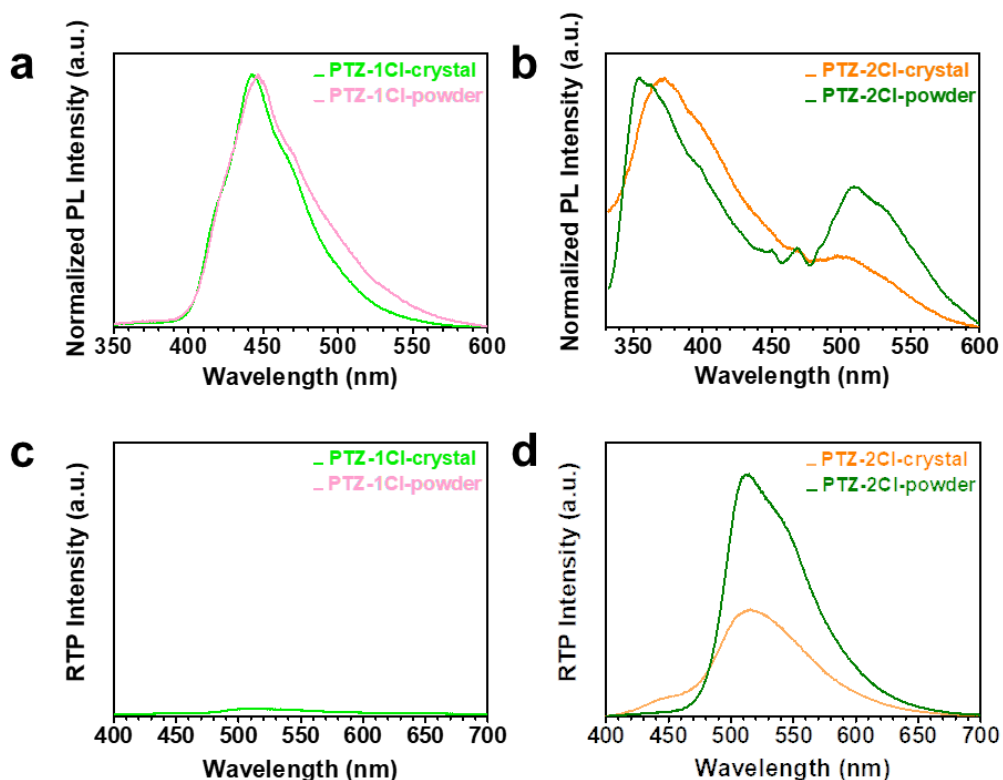 a
Normalized PL Intensity (a.u.)
PTZ-1Cl-crystal
PTZ-1Cl-powder
350 400 450 500 550 600
Wavelength (nm)
b
Normalized PL Intensity (a.u.)
PTZ-2Cl-crystal
PTZ-2Cl-powder
350 400 450 500 550 600
Wavelength (nm)
c
RTP Intensity (a.u.)
PTZ-1Cl-crystal
PTZ-1Cl-powder
400 450 500 550 600 650 700
Wavelength (nm)
d
RTP Intensity (a.u.)
PTZ-2Cl-crystal
PTZ-2Cl-powder
400 450 500 550 600 650 700
Wavelength (nm)